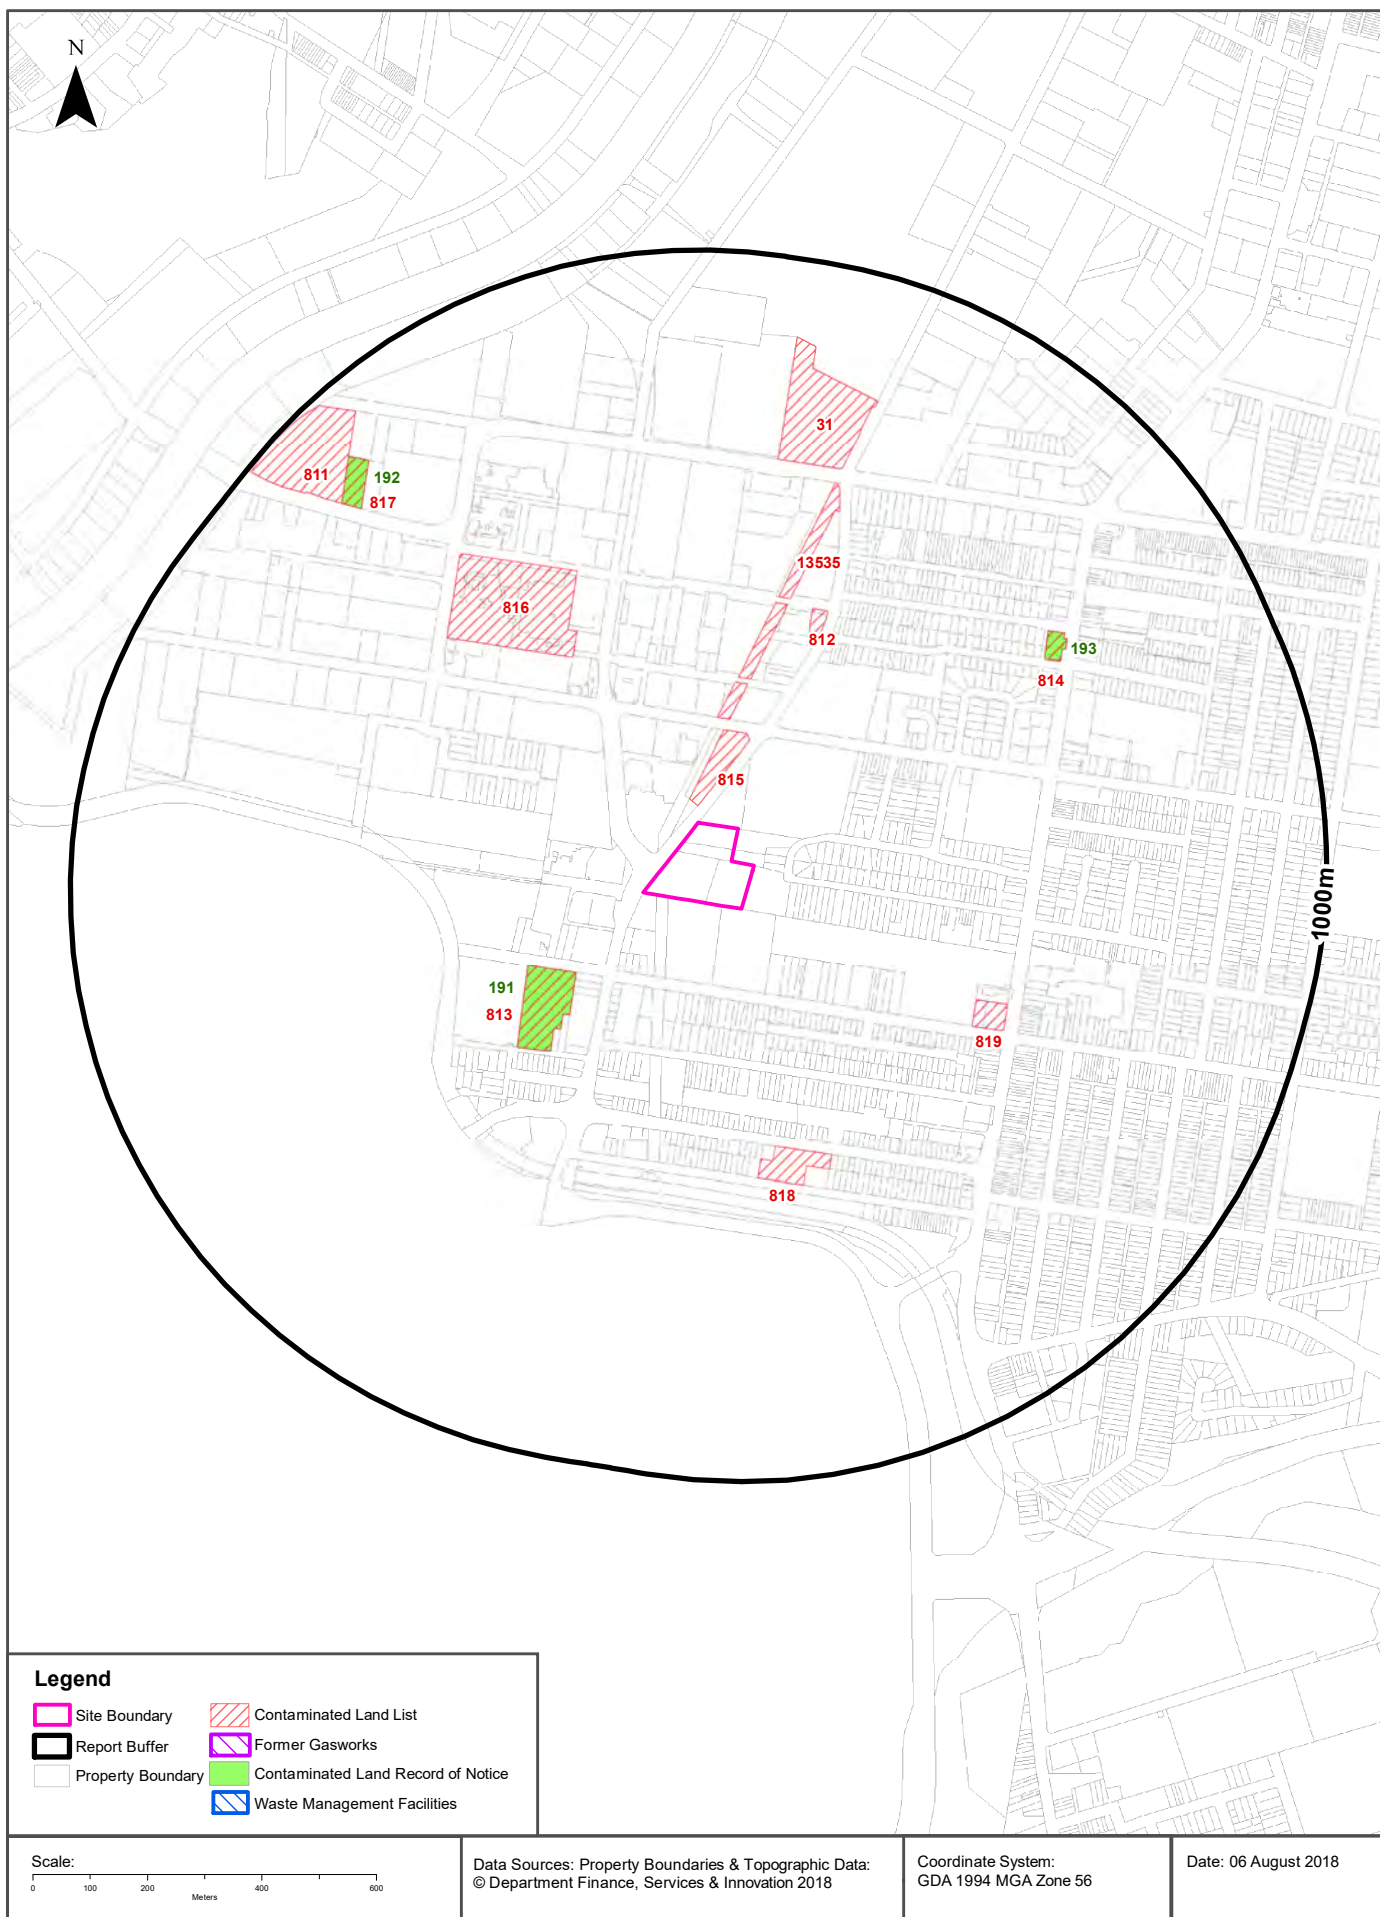 N
31
811
192
817
13535
816
812
193
814
815
1000m
191
813
819
818
Legend
Site Boundary
Contaminated Land List
Report Buffer
Former Gasworks
Property Boundary
Contaminated Land Record of Notice
Waste Management Facilities
Scale:
0 100 200 400 600
Meters
Data Sources: Property Boundaries & Topographic Data:
© Department Finance, Services & Innovation 2018
Coordinate System:
GDA 1994 MGA Zone 56
Date: 06 August 2018